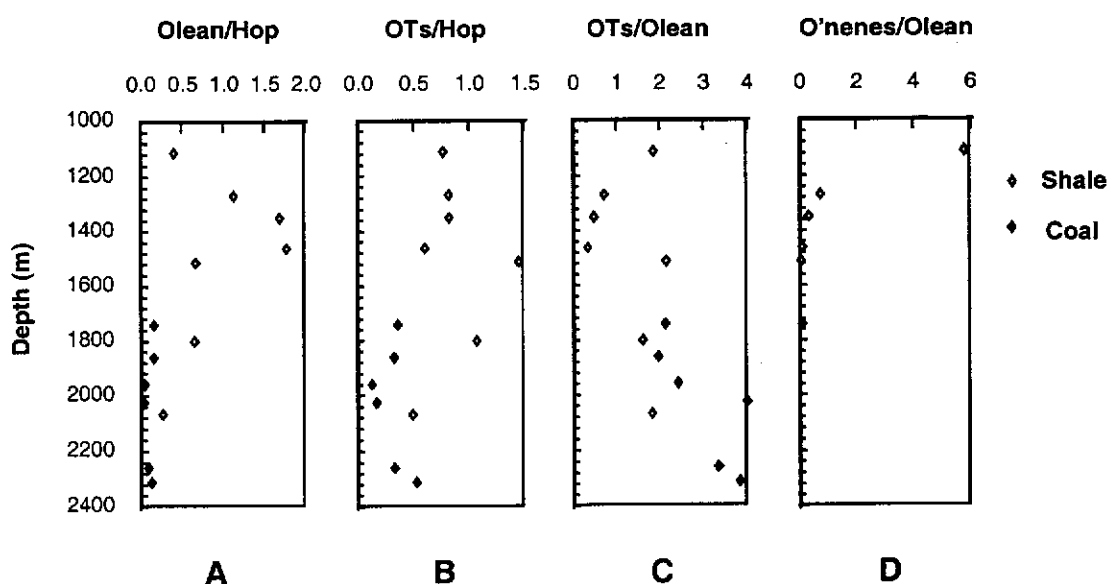 Olean/Hop OTs/Hop OTs/Olean O'nenes/Olean
0.0 0.5 1.0 1.5 2.0 0.0 0.5 1.0 1.5 0 1 2 3 4 0 2 4 6
1000
1200
1400
1600
1800
2000
2200
2400
Depth (m)
Shale
Coal
A B C D